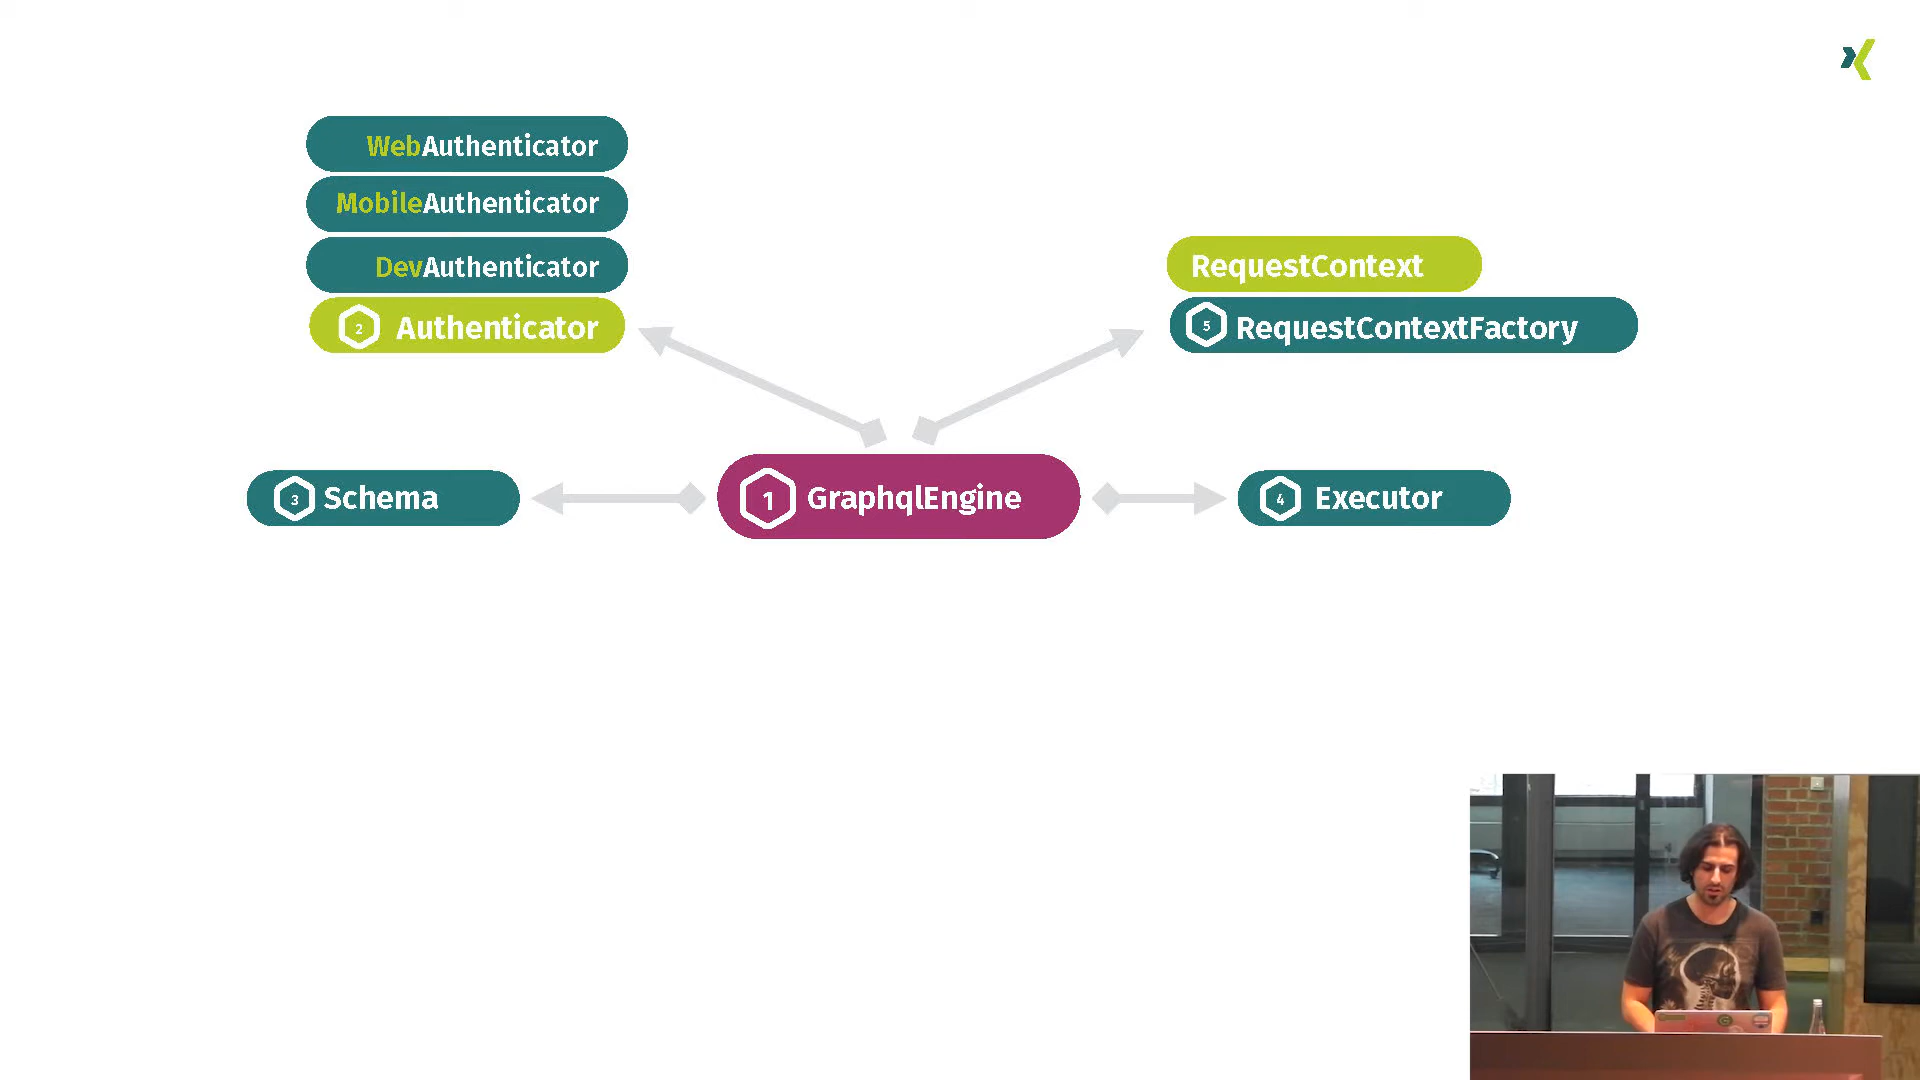 WebAuthenticator
MobileAuthenticator
DevAuthenticator
2 Authenticator
RequestContext
5 RequestContextFactory
3 Schema
1 GraphqlEngine
4 Executor